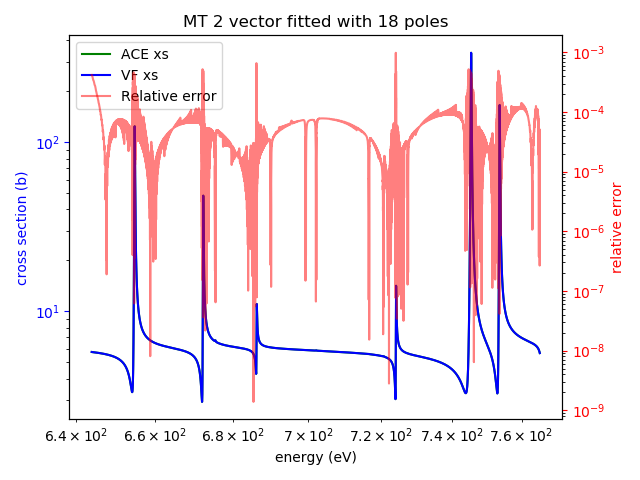 MT 2 vector fitted with 18 poles
ACE xs
VF xs
Relative error
cross section (b)
10²
10¹
relative error
10⁻³
10⁻⁴
10⁻⁵
10⁻⁶
10⁻⁷
10⁻⁸
10⁻⁹
6.4 × 10² 6.6 × 10² 6.8 × 10² 7 × 10² 7.2 × 10² 7.4 × 10² 7.6 × 10²
energy (eV)